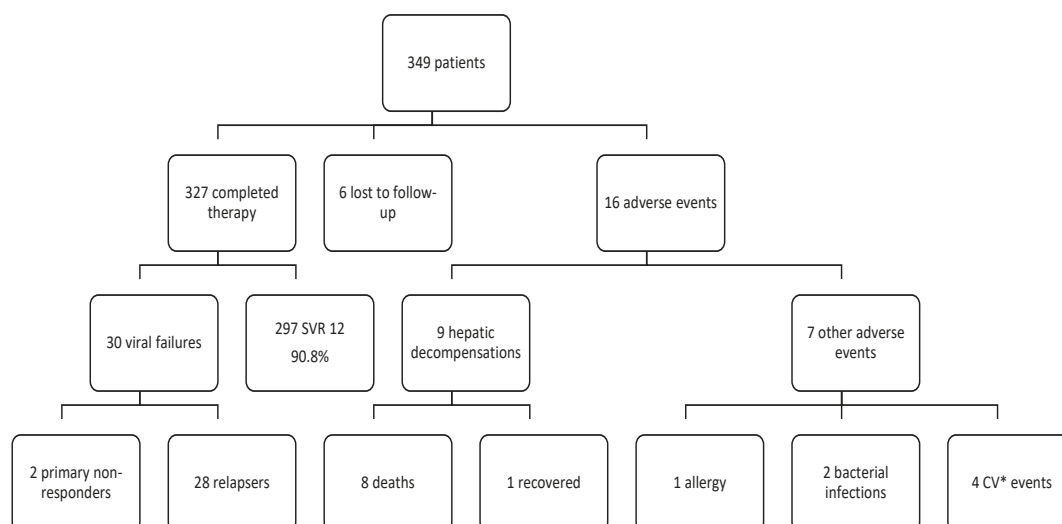 349 patients
327 completed
therapy
6 lost to follow-
up
16 adverse events
30 viral failures
297 SVR 12
90.8%
9 hepatic
decompensations
7 other adverse
events
2 primary non-
responders
28 relapsers
8 deaths
1 recovered
1 allergy
2 bacterial
infections
4 CV* events